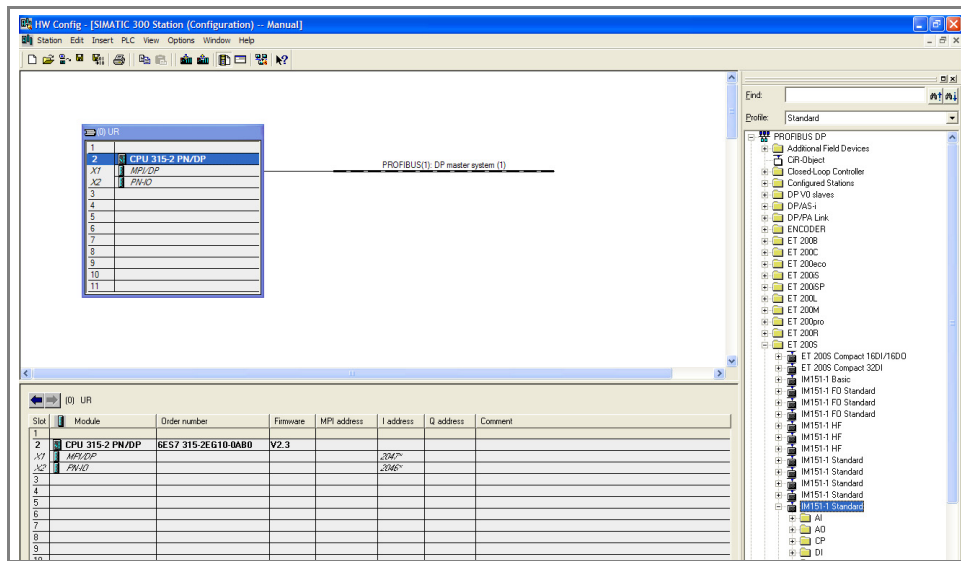 HW Config - [SIMATIC 300 Station (Configuration) -- Manual]
Station Edit Insert PLC View Options Window Help
(0) UR
1
2 CPU 315-2 PN/DP
X1 MPI/DP
X2 PN-IO
3
4
5
6
7
8
9
10
11
PROFIBUS(1): DP master system (1)
Find:
Profile: Standard
PROFIBUS DP
Additional Field Devices
CiR-Object
Closed-Loop Controller
Configured Stations
DP V0 slaves
DP/AS-i
DP/PA Link
ENCODER
ET 200B
ET 200C
ET 200eco
ET 200iS
ET 200iSP
ET 200L
ET 200M
ET 200pro
ET 200R
ET 200S
ET 200S Compact 16DI/16DO
ET 200S Compact 32DI
IM151-1 Basic
IM151-1 FO Standard
IM151-1 FO Standard
IM151-1 FO Standard
IM151-1 HF
IM151-1 HF
IM151-1 HF
IM151-1 Standard
IM151-1 Standard
IM151-1 Standard
IM151-1 Standard
IM151-1 Standard
AI
AO
CP
DI
(0) UR
Slot Module Order number Firmware MPI address I address Q address Comment
1
2 CPU 315-2 PN/DP 6ES7 315-2EG10-0AB0 V2.3
X1 MPI/DP 2047*
X2 PN-IO 2046*
3
4
5
6
7
8
9
10